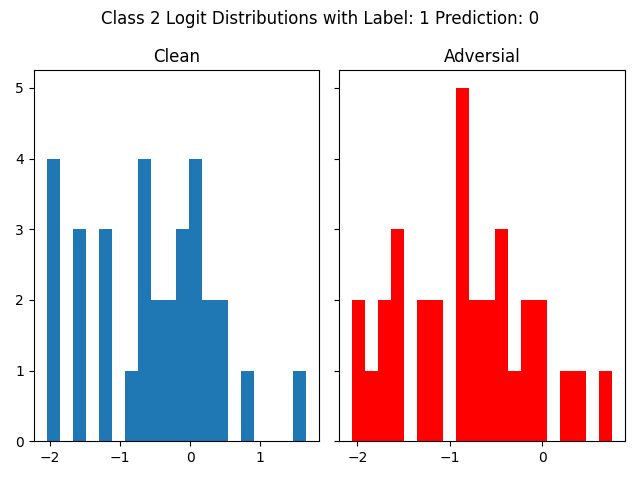 Class 2 Logit Distributions with Label: 1 Prediction: 0
Clean
Adversial
5
4
3
2
1
0
−2 −1 0 1
−2 −1 0